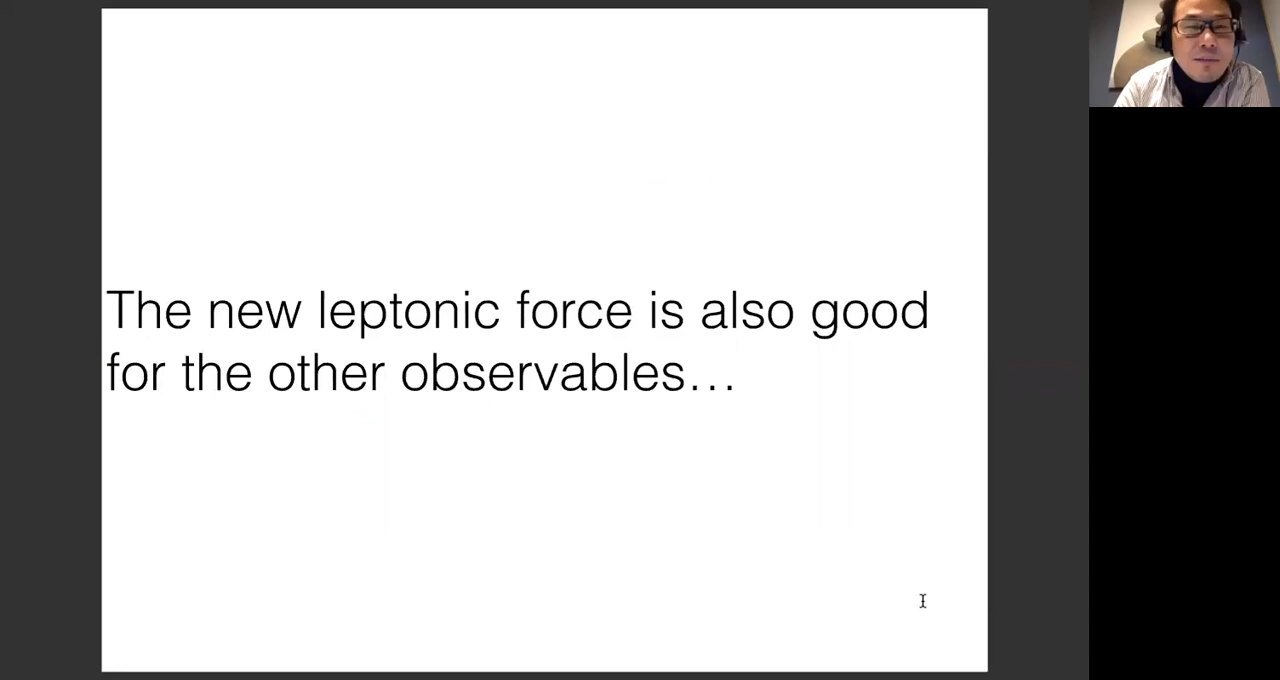 The new leptonic force is also good
for the other observables…